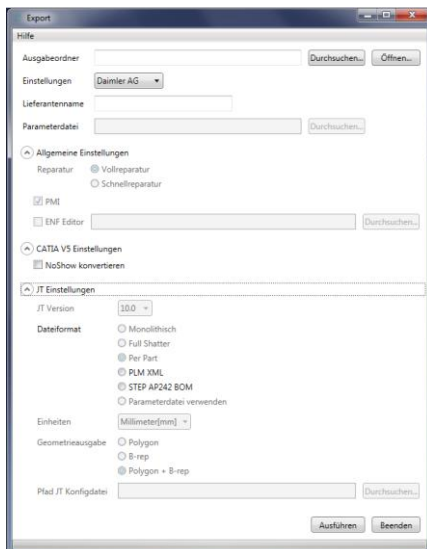 Export
Hilfe
Ausgabeordner Durchsuchen... Öffnen...
Einstellungen Daimler AG
Lieferantenname
Parameterdatei Durchsuchen...
Allgemeine Einstellungen
Reparatur Vollreparatur
Schnellreparatur
PMI
ENF Editor Durchsuchen...
CATIA V5 Einstellungen
NoShow konvertieren
JT Einstellungen
JT Version 10.0
Dateiformat Monolithisch
Full Shatter
Per Part
PLM XML
STEP AP242 BOM
Parameterdatei verwenden
Einheiten Millimeter[mm]
Geometrieausgabe Polygon
B-rep
Polygon + B-rep
Pfad JT Konfigdatei Durchsuchen...
Ausführen Beenden